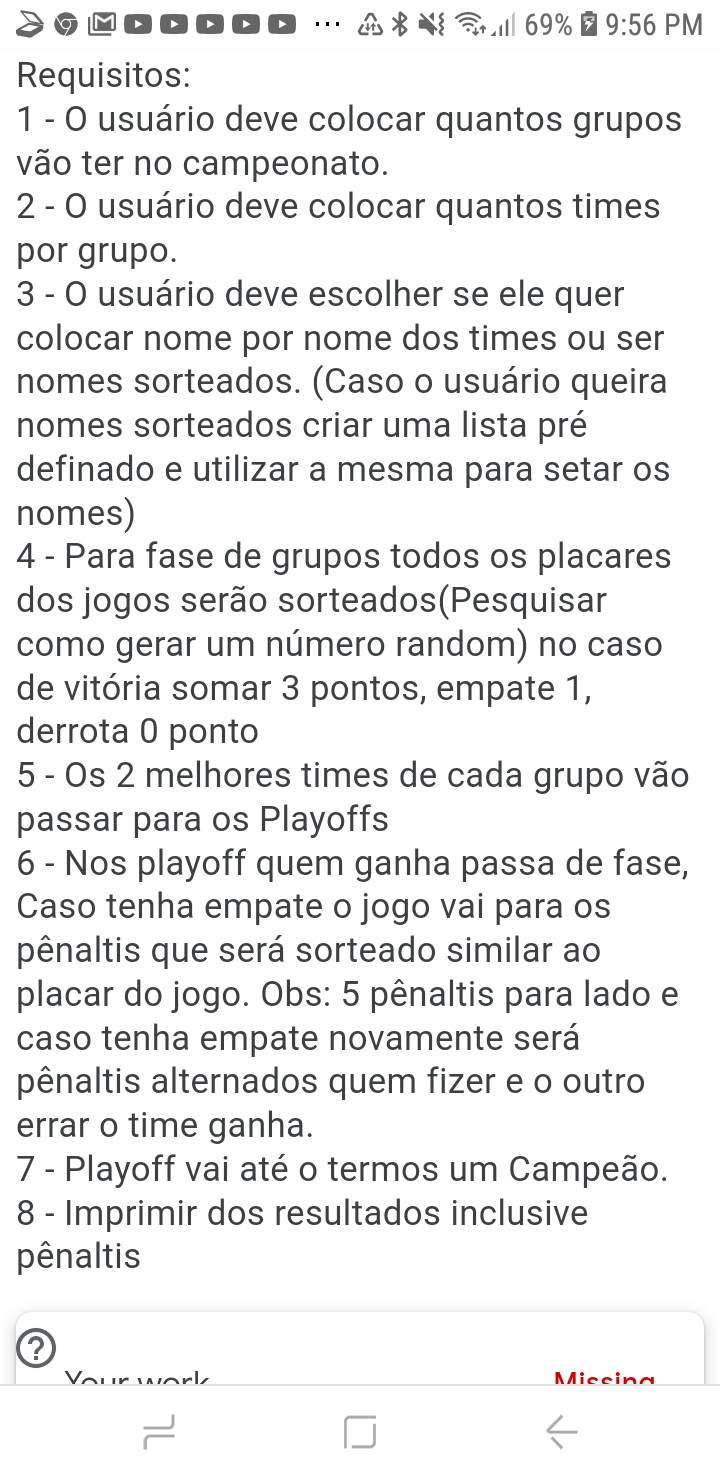 69% 9:56 PM
Requisitos:
1 - O usuário deve colocar quantos grupos
vão ter no campeonato.
2 - O usuário deve colocar quantos times
por grupo.
3 - O usuário deve escolher se ele quer
colocar nome por nome dos times ou ser
nomes sorteados. (Caso o usuário queira
nomes sorteados criar uma lista pré
definado e utilizar a mesma para setar os
nomes)
4 - Para fase de grupos todos os placares
dos jogos serão sorteados(Pesquisar
como gerar um número random) no caso
de vitória somar 3 pontos, empate 1,
derrota 0 ponto
5 - Os 2 melhores times de cada grupo vão
passar para os Playoffs
6 - Nos playoff quem ganha passa de fase,
Caso tenha empate o jogo vai para os
pênaltis que será sorteado similar ao
placar do jogo. Obs: 5 pênaltis para lado e
caso tenha empate novamente será
pênaltis alternados quem fizer e o outro
errar o time ganha.
7 - Playoff vai até o termos um Campeão.
8 - Imprimir dos resultados inclusive
pênaltis
Your work Missing